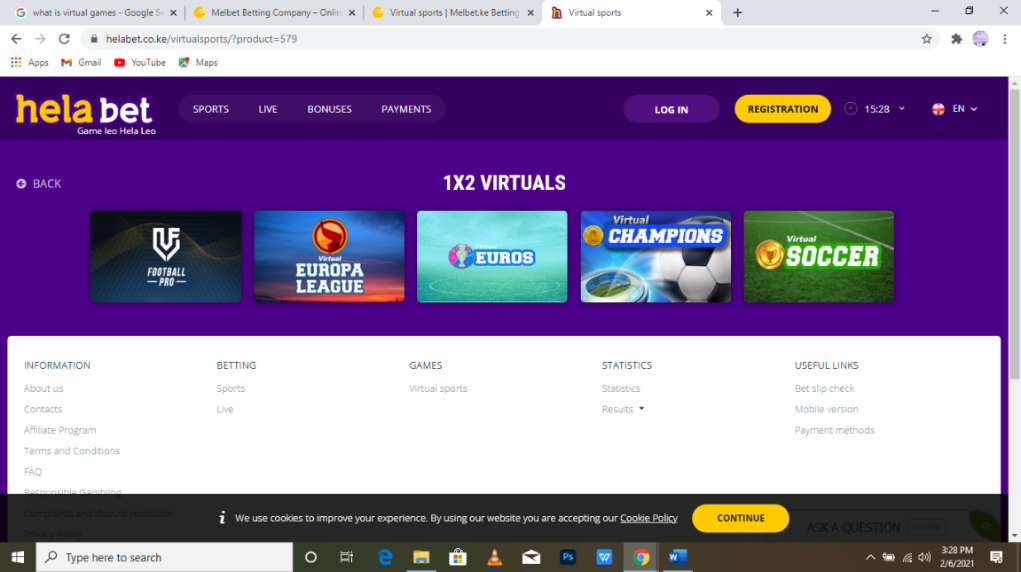 what is virtual games - Google Se
Melbet Betting Company – Onlin
Virtual sports | Melbet.ke Betting
Virtual sports
helabet.co.ke/virtualsports/?product=579
Apps
Gmail
YouTube
Maps
hela bet
Game leo Hela Leo
SPORTS
LIVE
BONUSES
PAYMENTS
LOG IN
REGISTRATION
15:28
EN
BACK
1X2 VIRTUALS
FOOTBALL
PRO
Virtual
EUROPA
LEAGUE
Virtual
EUROS
Virtual
CHAMPIONS
Virtual
SOCCER
INFORMATION
About us
Contacts
Affiliate Program
Terms and Conditions
FAQ
Responsible Gambling
Complaints and dispute resolution
Privacy Policy
BETTING
Sports
Live
GAMES
Virtual sports
STATISTICS
Statistics
Results
USEFUL LINKS
Bet slip check
Mobile version
Payment methods
i We use cookies to improve your experience. By using our website you are accepting our Cookie Policy
CONTINUE
ASK A QUESTION
Type here to search
3:28 PM
2/6/2021